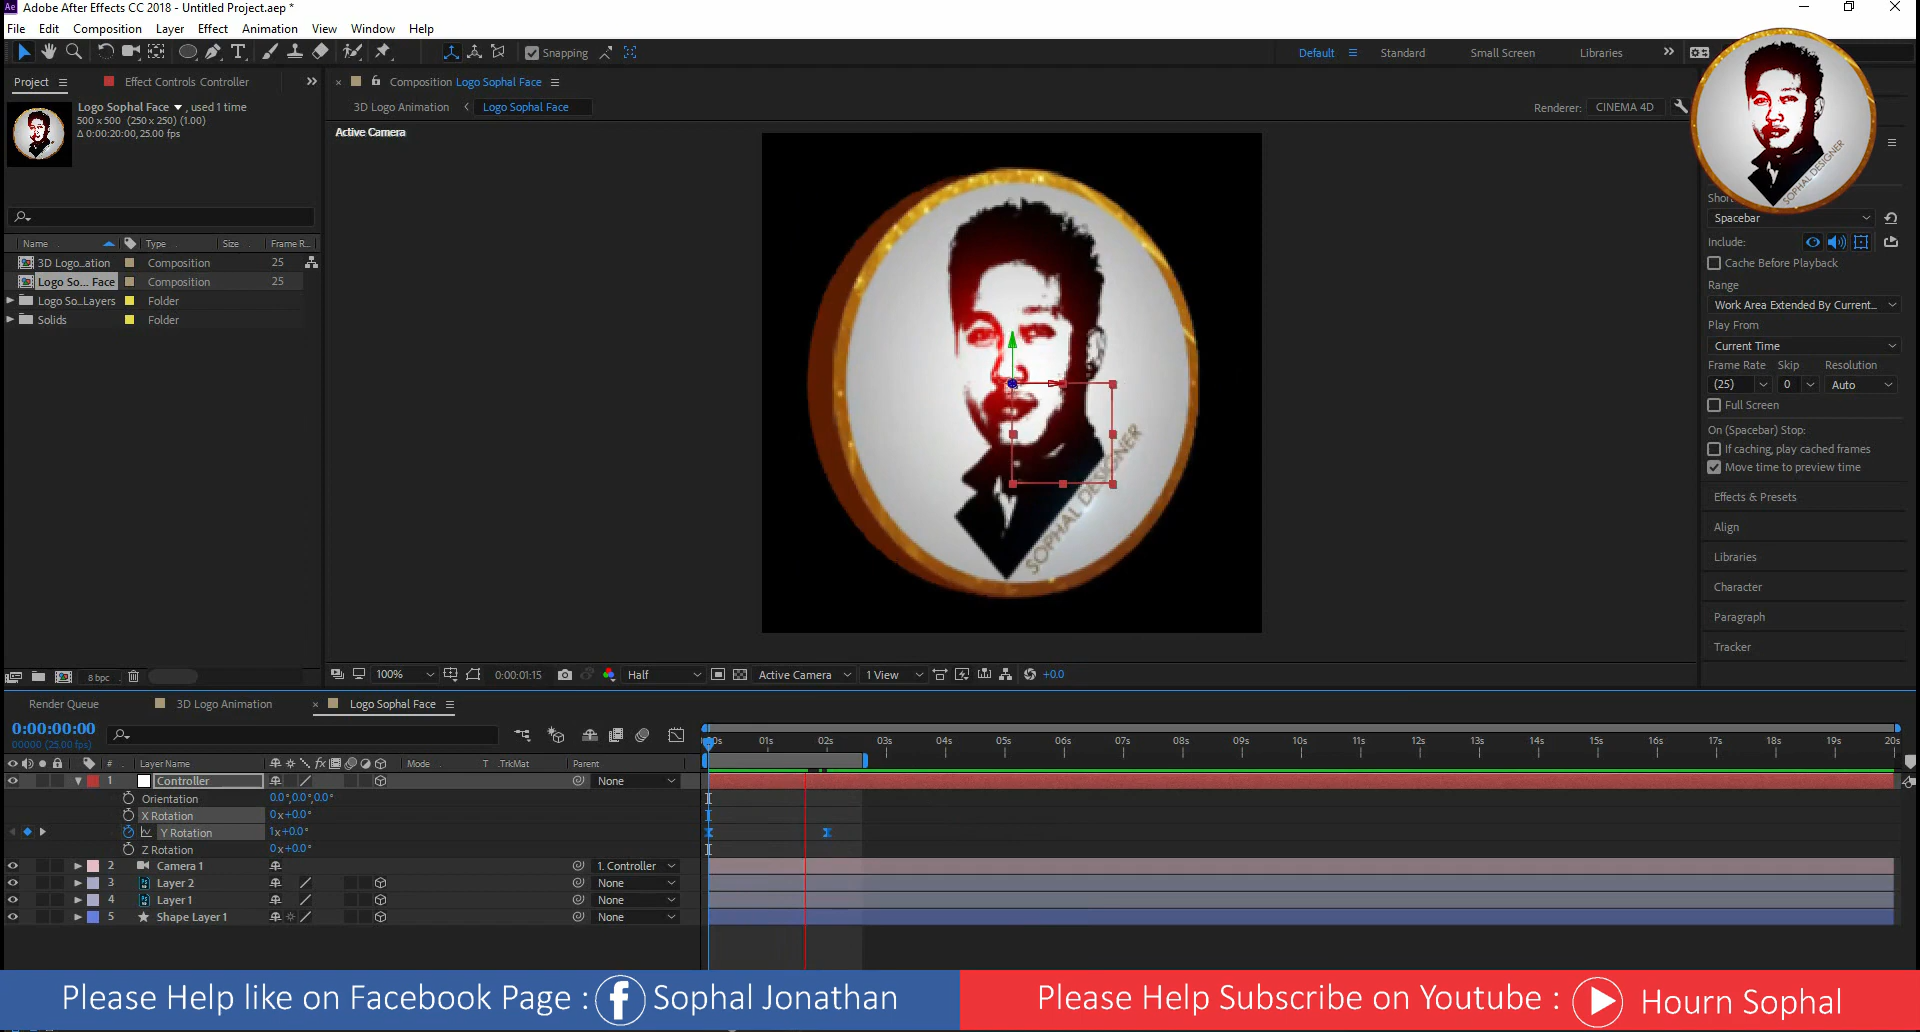 Adobe After Effects CC 2018 - Untitled Project.aep *
File Edit Composition Layer Effect Animation View Window Help
Snapping
Default Standard Small Screen Libraries
Project Effect Controls Controller
Composition Logo Sophal Face
Logo Sophal Face , used 1 time
500 x 500 (250 x 250) (1.00)
Δ 0:00:20:00, 25.00 fps
3D Logo Animation Logo Sophal Face
Renderer: CINEMA 4D
Active Camera
SOPHAL DESIGNER
SOPHAL DESIGNER
Name Type Size Frame R...
3D Logo...ation Composition 25
Logo So... Face Composition 25
Logo So...Layers Folder
Solids Folder
Spacebar
Include:
Cache Before Playback
Range
Work Area Extended By Current...
Play From
Current Time
Frame Rate Skip Resolution
(25) 0 Auto
Full Screen
On (Spacebar) Stop:
If caching, play cached frames
Move time to preview time
Effects & Presets
Align
Libraries
Character
Paragraph
Tracker
8 bpc
100% 0:00:01:15 Half Active Camera 1 View +0.0
Render Queue 3D Logo Animation Logo Sophal Face
0:00:00:00
00000 (25.00 fps)
01s 02s 03s 04s 05s 06s 07s 08s 09s 10s 11s 12s 13s 14s 15s 16s 17s 18s 19s 20s
# Layer Name Mode T .TrkMat Parent
1 Controller None
Orientation 0.0°,0.0°,0.0°
X Rotation 0x+0.0°
Y Rotation 1x+0.0°
Z Rotation 0x+0.0°
2 Camera 1 1. Controller
3 Layer 2 None
4 Layer 1 None
5 Shape Layer 1 None
Please Help like on Facebook Page : f Sophal Jonathan
Please Help Subscribe on Youtube : Hourn Sophal